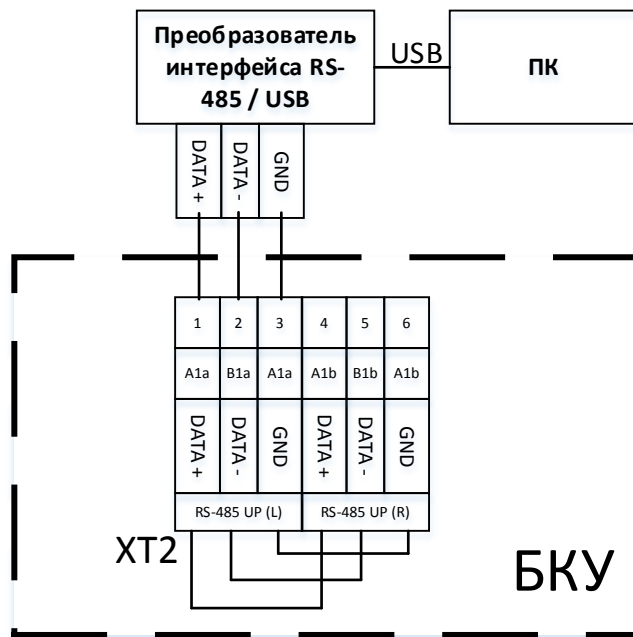 Преобразователь
интерфейса RS-
485 / USB
USB
ПК
DATA +
DATA -
GND
1 2 3 4 5 6
A1a B1a A1a A1b B1b A1b
DATA+ DATA- GND DATA+ DATA- GND
RS-485 UP (L) RS-485 UP (R)
XT2
БКУ